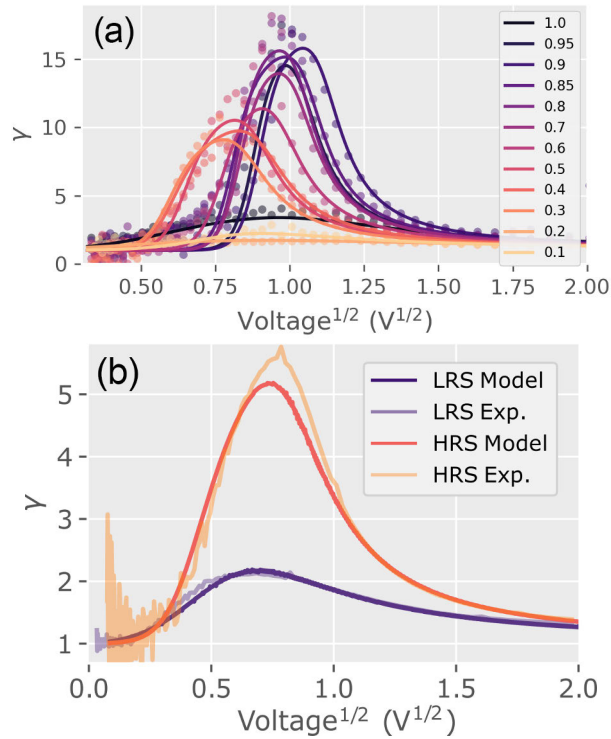 (a)
γ
15
10
5
0
0.50 0.75 1.00 1.25 1.50 1.75 2.00
Voltage1/2 (V1/2)
1.0
0.95
0.9
0.85
0.8
0.7
0.6
0.5
0.4
0.3
0.2
0.1
(b)
γ
5
4
3
2
1
0.0 0.5 1.0 1.5 2.0
Voltage1/2 (V1/2)
LRS Model
LRS Exp.
HRS Model
HRS Exp.